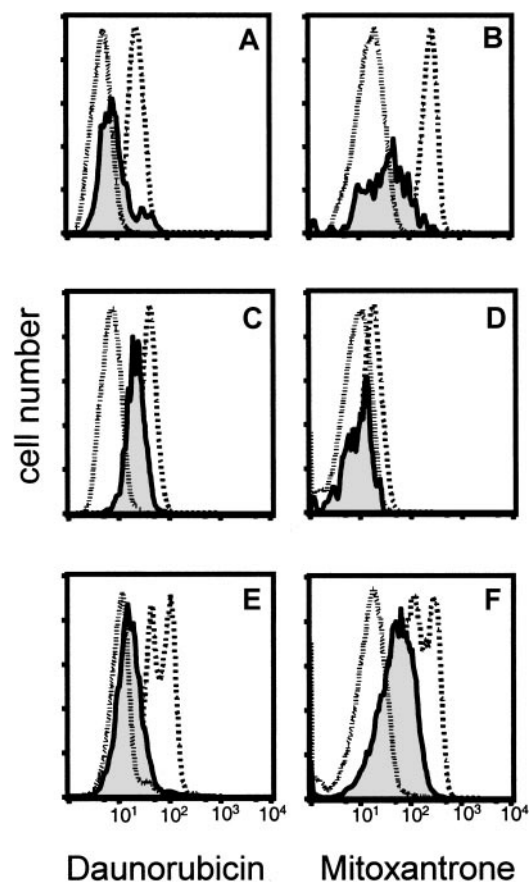 A
B
C
D
cell number
E
F
10¹ 10² 10³ 10⁴
10¹ 10² 10³ 10⁴
Daunorubicin
Mitoxantrone